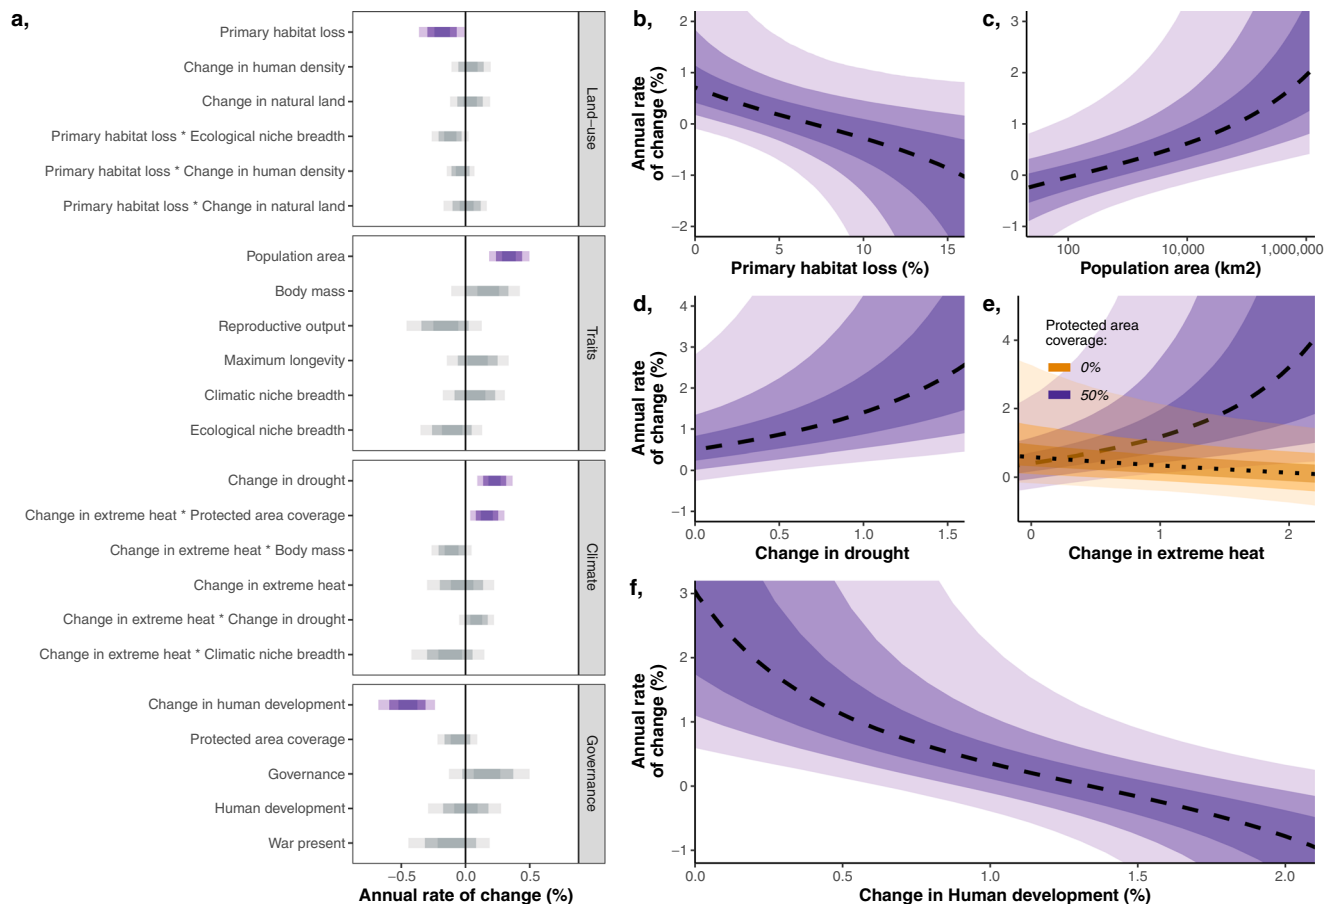 a,
Primary habitat loss
Change in human density
Change in natural land
Primary habitat loss * Ecological niche breadth
Primary habitat loss * Change in human density
Primary habitat loss * Change in natural land
Land−use
Population area
Body mass
Reproductive output
Maximum longevity
Climatic niche breadth
Ecological niche breadth
Traits
Change in drought
Change in extreme heat * Protected area coverage
Change in extreme heat * Body mass
Change in extreme heat
Change in extreme heat * Change in drought
Change in extreme heat * Climatic niche breadth
Climate
Change in human development
Protected area coverage
Governance
Human development
War present
Governance
−0.5 0.0 0.5
Annual rate of change (%)
b,
Annual rate
of change (%)
2
1
0
−1
−2
0 5 10 15
Primary habitat loss (%)
c,
3
2
1
0
−1
100 10,000 1,000,000
Population area (km2)
d,
Annual rate
of change (%)
4
3
2
1
0
−1
0.0 0.5 1.0 1.5
Change in drought
e,
Protected area
coverage:
0%
50%
4
2
0
0 1 2
Change in extreme heat
f,
Annual rate
of change (%)
3
2
1
0
−1
0.0 0.5 1.0 1.5 2.0
Change in Human development (%)